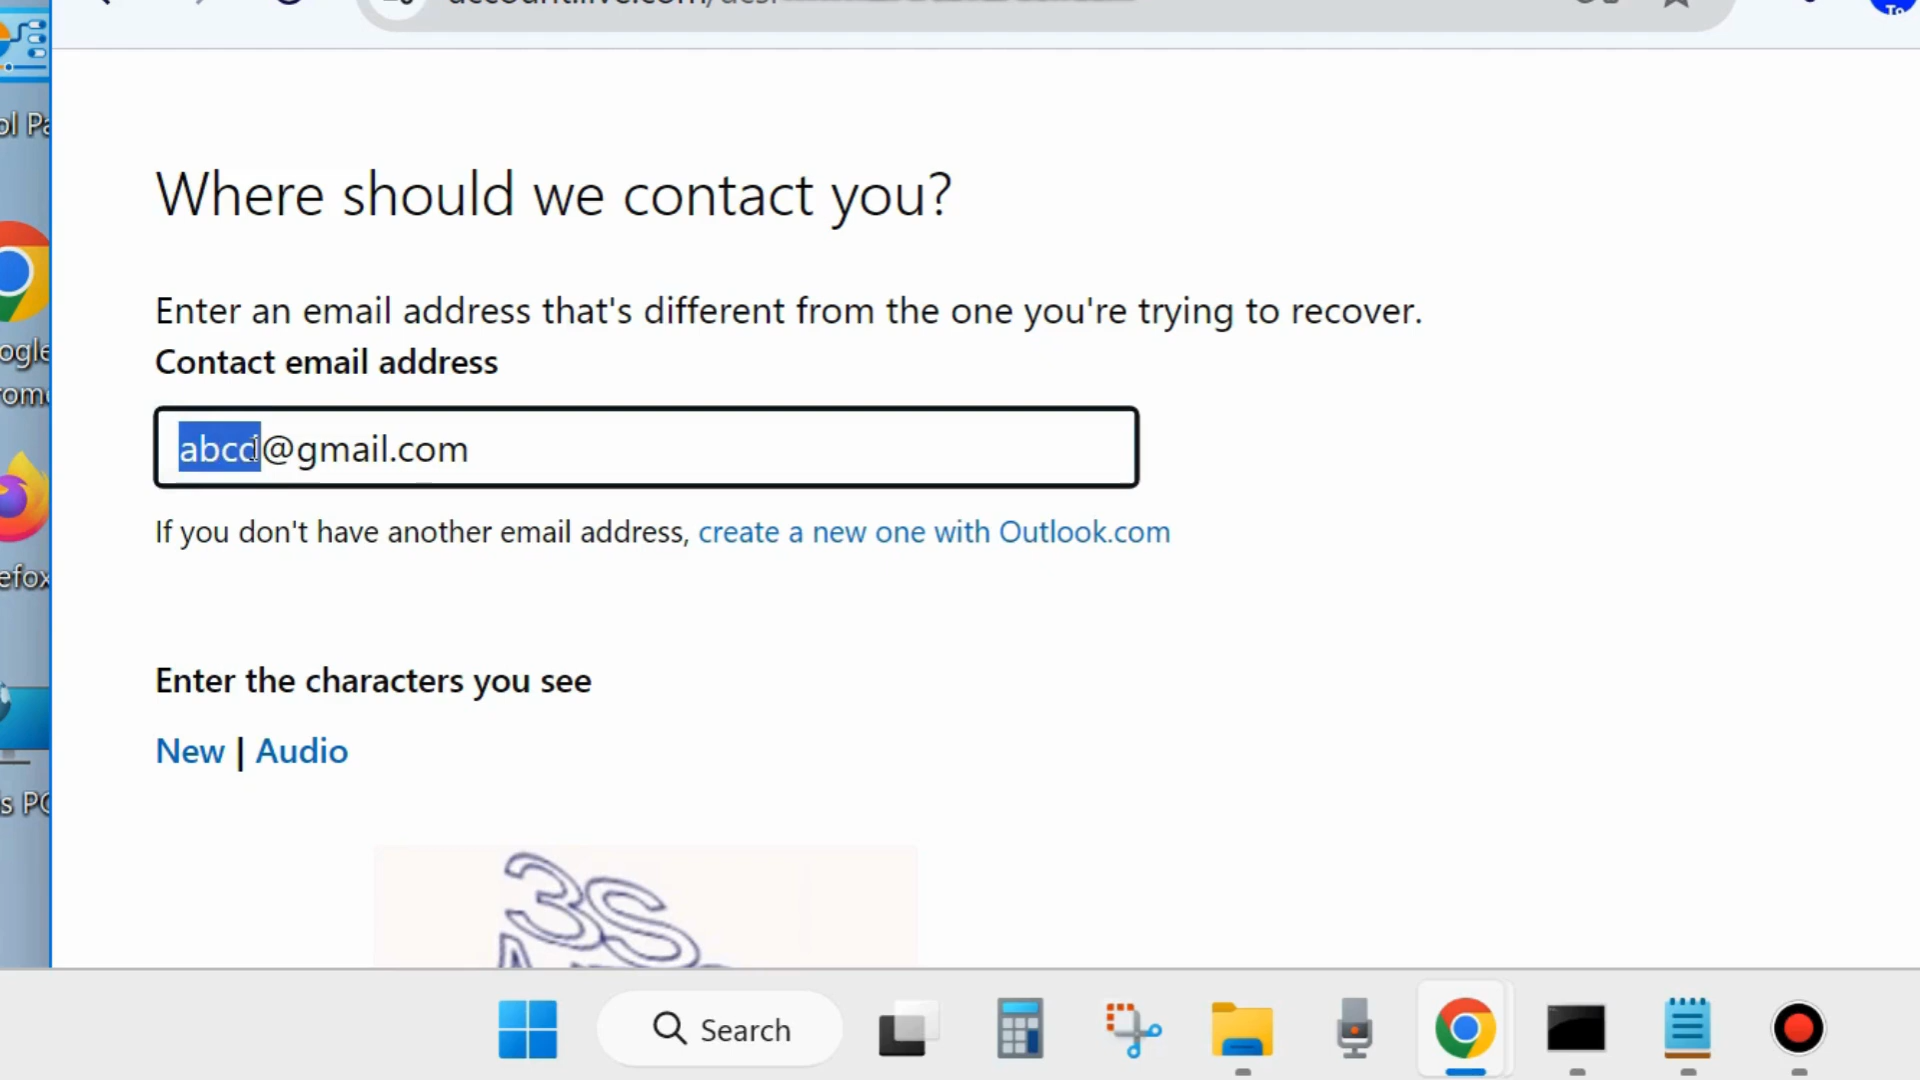 Where should we contact you?
Enter an email address that's different from the one you're trying to recover.
Contact email address
abcd@gmail.com
If you don't have another email address, create a new one with Outlook.com
Enter the characters you see
New | Audio
3S
Search